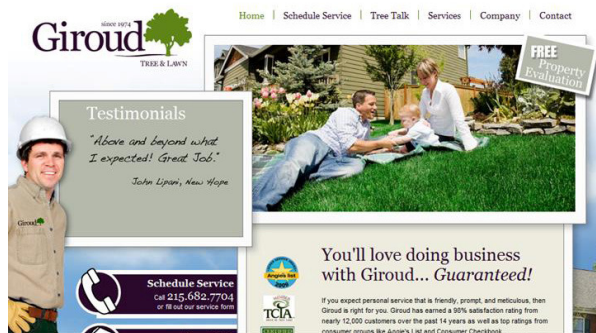 since 1974
Giroud
TREE & LAWN
Home Schedule Service Tree Talk Services Company Contact
FREE
Property
Evaluation
Testimonials
"Above and beyond what
I expected! Great Job."
John Lipani, New Hope
Giroud
Schedule Service
Call 215.682.7704
or fill out our service form
Angie's list
2009
TCIA
You'll love doing business
with Giroud... Guaranteed!
If you expect personal service that is friendly, prompt, and meticulous, then
Giroud is right for you. Giroud has earned a 98% satisfaction rating from
nearly 12,000 customers over the past 14 years as well as top ratings from
consumer groups like Angie's List and Consumer Checkbook.